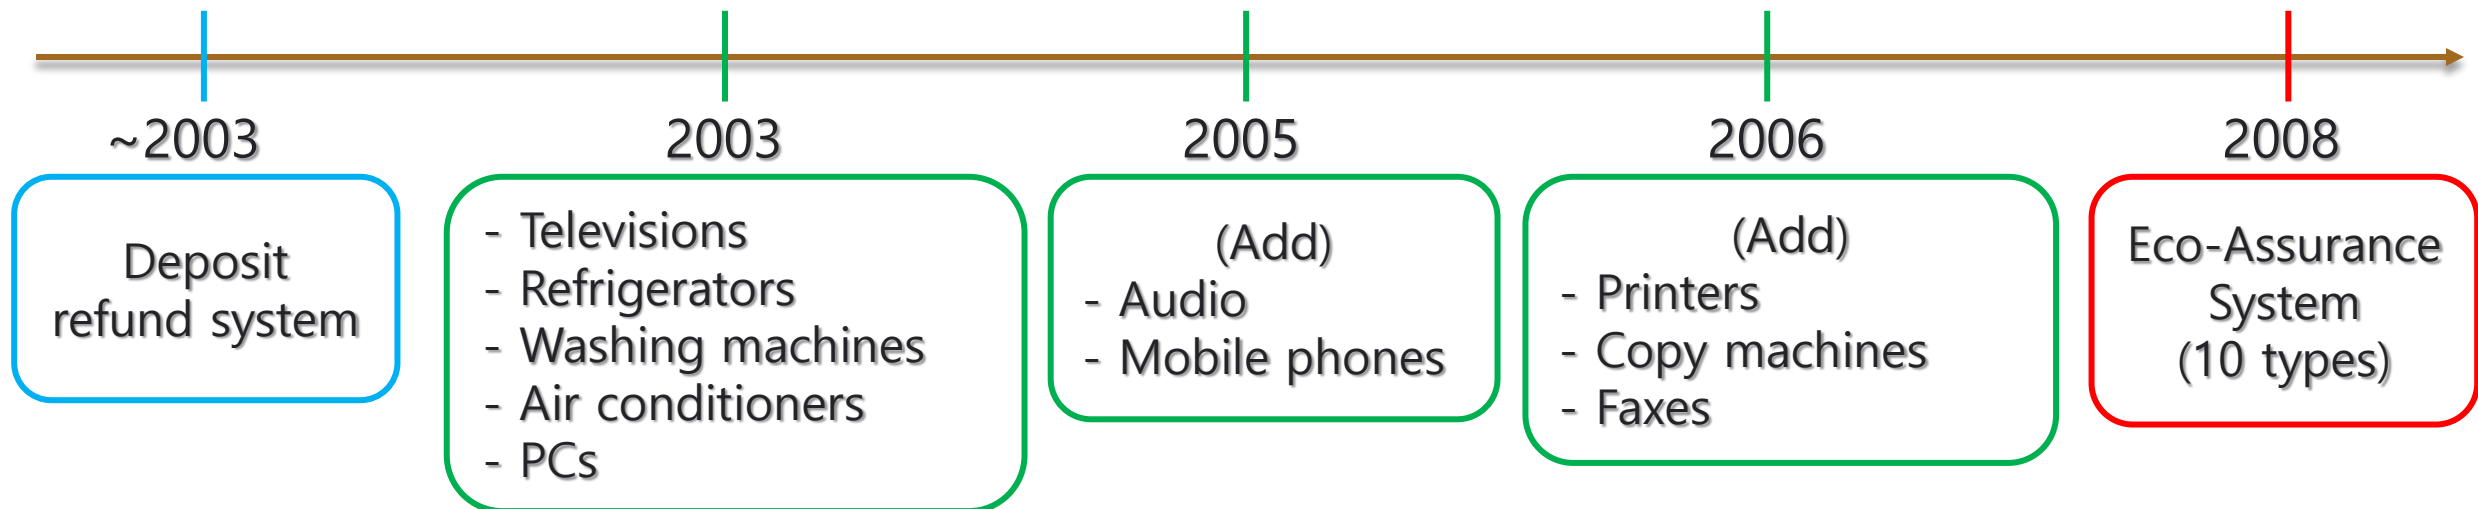 ~2003
Deposit
refund system
2003
- Televisions
- Refrigerators
- Washing machines
- Air conditioners
- PCs
2005
(Add)
- Audio
- Mobile phones
2006
(Add)
- Printers
- Copy machines
- Faxes
2008
Eco-Assurance
System
(10 types)